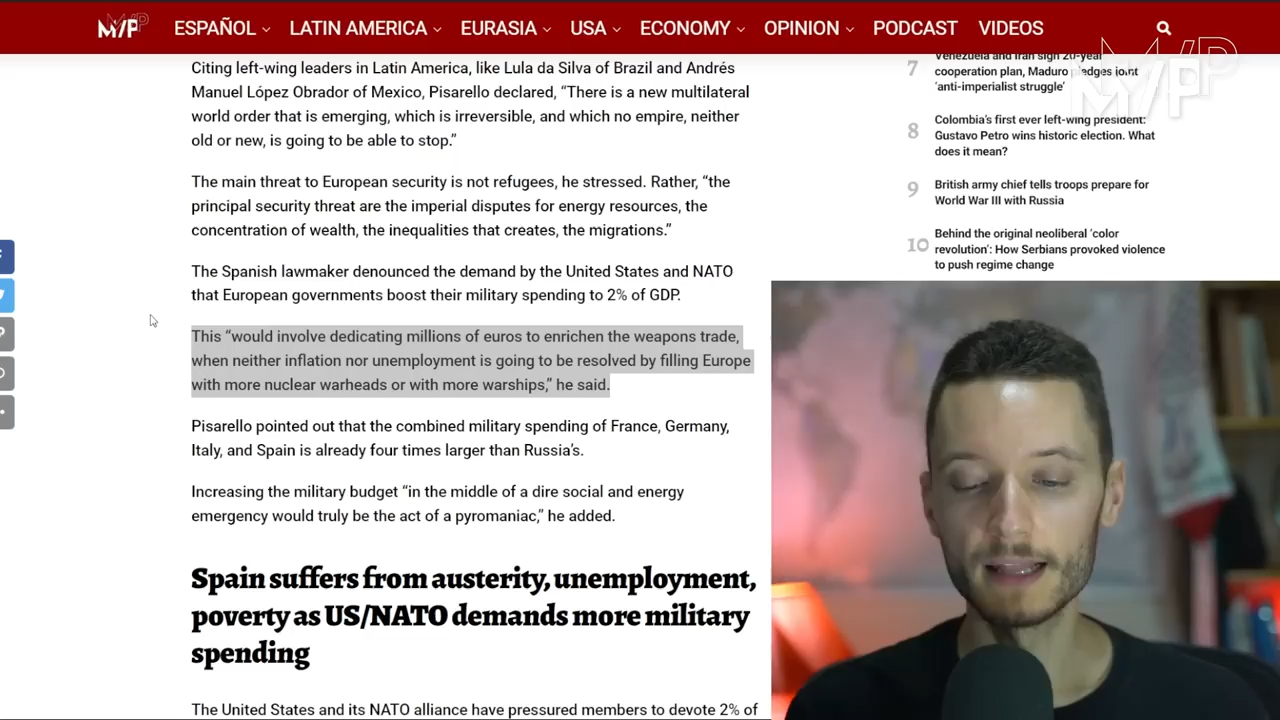 M/P
ESPAÑOL
LATIN AMERICA
EURASIA
USA
ECONOMY
OPINION
PODCAST
VIDEOS
M/P
Citing left-wing leaders in Latin America, like Lula da Silva of Brazil and Andrés
Manuel López Obrador of Mexico, Pisarello declared, “There is a new multilateral
world order that is emerging, which is irreversible, and which no empire, neither
old or new, is going to be able to stop.”
The main threat to European security is not refugees, he stressed. Rather, “the
principal security threat are the imperial disputes for energy resources, the
concentration of wealth, the inequalities that creates, the migrations.”
The Spanish lawmaker denounced the demand by the United States and NATO
that European governments boost their military spending to 2% of GDP.
This “would involve dedicating millions of euros to enrichen the weapons trade,
when neither inflation nor unemployment is going to be resolved by filling Europe
with more nuclear warheads or with more warships,” he said.
Pisarello pointed out that the combined military spending of France, Germany,
Italy, and Spain is already four times larger than Russia’s.
Increasing the military budget “in the middle of a dire social and energy
emergency would truly be the act of a pyromaniac,” he added.
Spain suffers from austerity, unemployment,
poverty as US/NATO demands more military
spending
The United States and its NATO alliance have pressured members to devote 2% of
7
Venezuela and Iran sign 20-year
cooperation plan, Maduro pledges joint
‘anti-imperialist struggle’
8
Colombia’s first ever left-wing president:
Gustavo Petro wins historic election. What
does it mean?
9
British army chief tells troops prepare for
World War III with Russia
10
Behind the original neoliberal ‘color
revolution’: How Serbians provoked violence
to push regime change